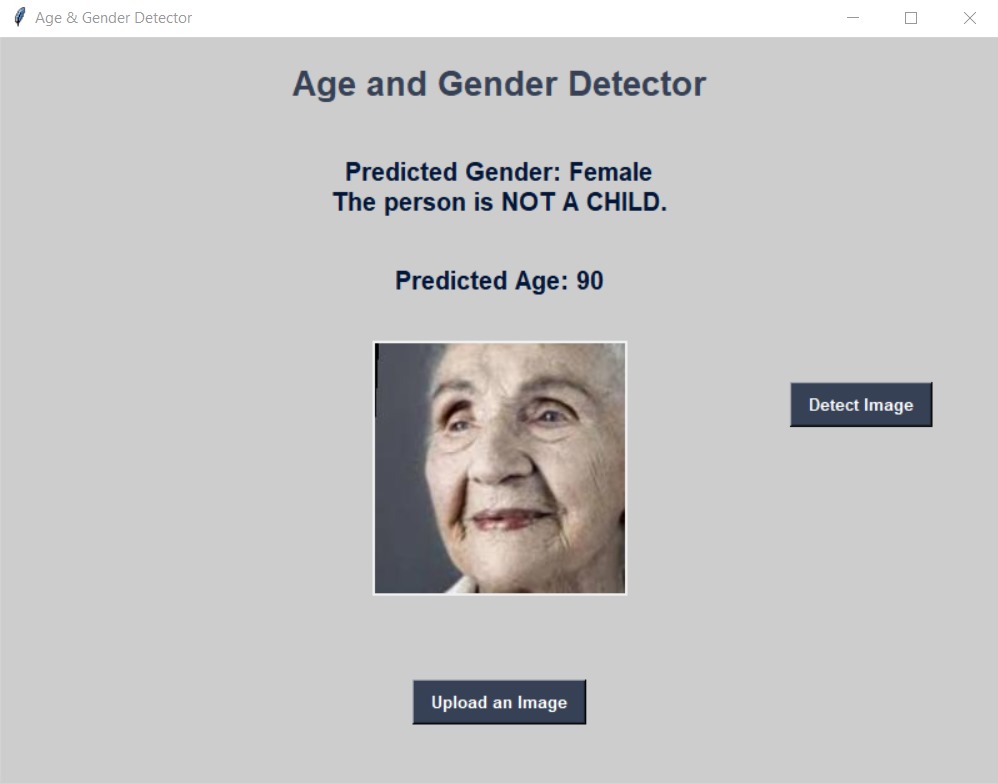 Age & Gender Detector
Age and Gender Detector
Predicted Gender: Female
The person is NOT A CHILD.
Predicted Age: 90
Detect Image
Upload an Image